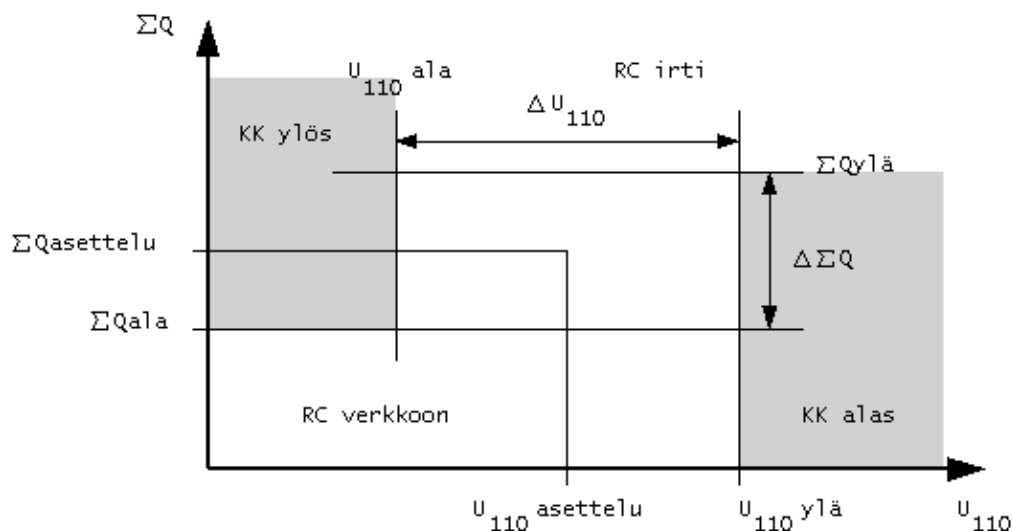 ΣQ
U110 ala
RC irti
ΔU110
KK ylös
ΣQylä
ΣQasettelu
ΔΣQ
ΣQala
RC verkkoon
KK alas
U110 asettelu
U110 ylä
U110